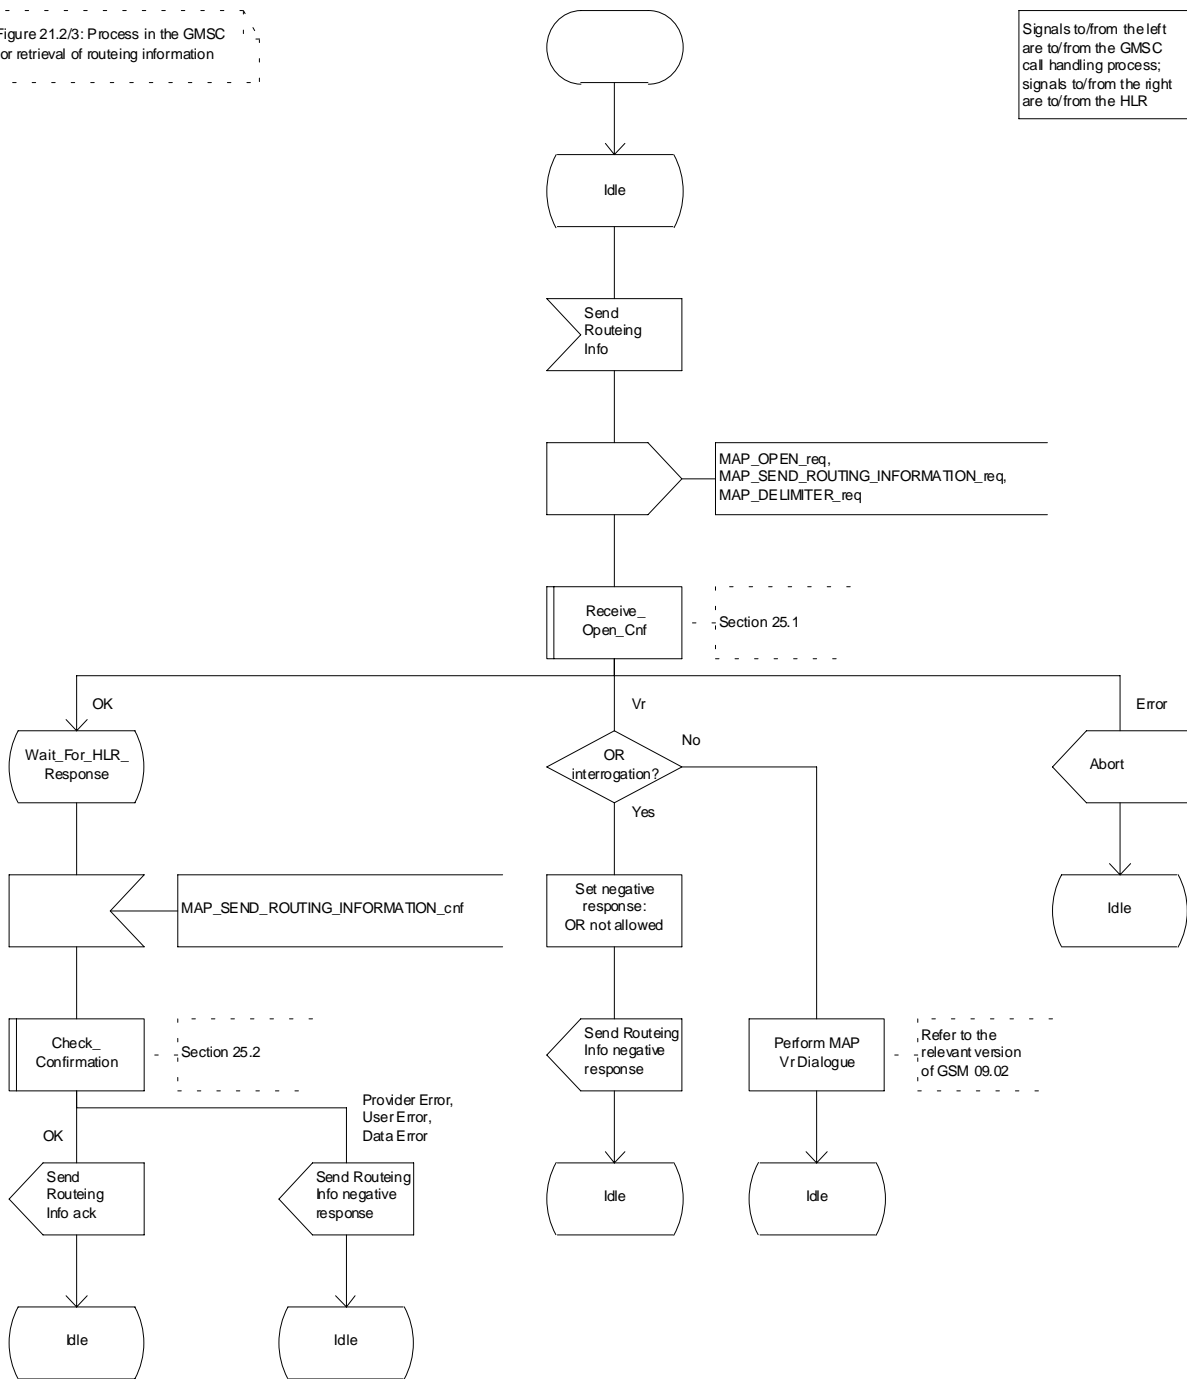 Figure 21.2/3: Process in the GMSC
or retrieval of routeing information
Signals to/from the left
are to/from the GMSC
call handling process;
signals to/from the right
are to/from the HLR
Idle
Send
Routeing
Info
MAP_OPEN_req,
MAP_SEND_ROUTING_INFORMATION_req,
MAP_DELIMITER_req
Receive_
Open_Cnf
Section 25.1
OK
Vr
Error
Wait_For_HLR_
Response
OR
interrogation?
No
Yes
Abort
MAP_SEND_ROUTING_INFORMATION_cnf
Set negative
response:
OR not allowed
Idle
Check_
Confirmation
Section 25.2
Send Routeing
Info negative
response
Perform MAP
Vr Dialogue
Refer to the
relevant version
of GSM 09.02
Provider Error,
User Error,
Data Error
OK
Send
Routeing
Info ack
Send Routeing
Info negative
response
Idle
Idle
Idle
Idle